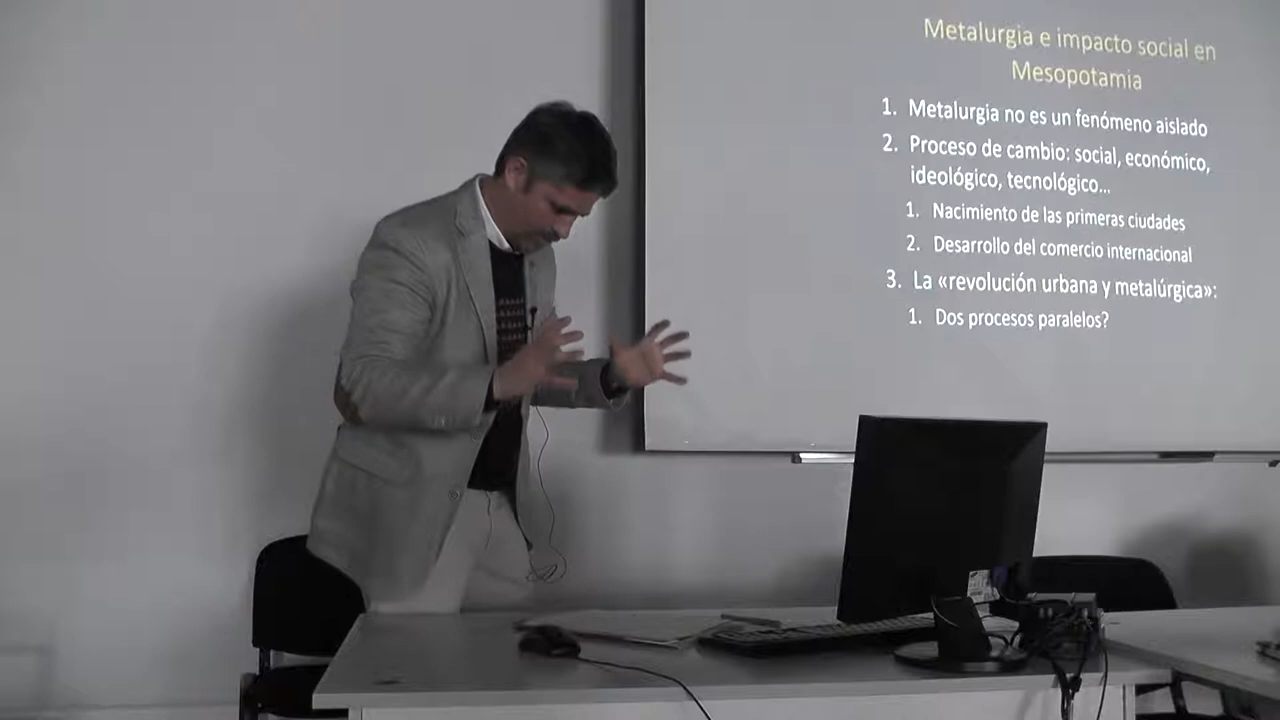 Metalurgia e impacto social en
Mesopotamia
1. Metalurgia no es un fenómeno aislado
2. Proceso de cambio: social, económico,
ideológico, tecnológico...
1. Nacimiento de las primeras ciudades
2. Desarrollo del comercio internacional
3. La «revolución urbana y metalúrgica»:
1. Dos procesos paralelos?